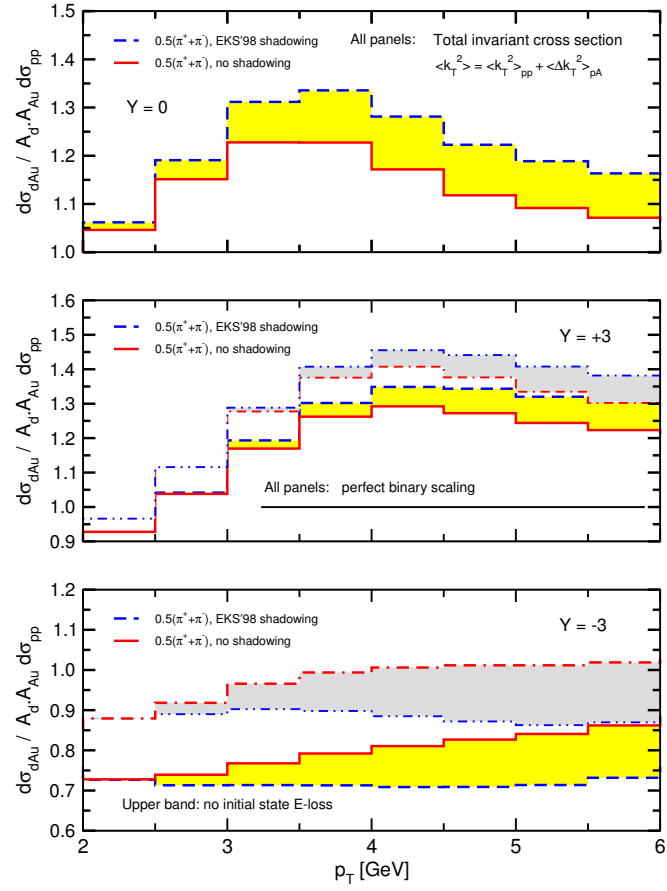 1.5
1.4
1.3
1.2
1.1
1.0
dσ_dAu / A_d.A_Au dσ_pp
0.5(π⁺+π⁻), EKS'98 shadowing
0.5(π⁺+π⁻), no shadowing
All panels: Total invariant cross section
<k_T²> = <k_T²>_pp + <Δk_T²>_pA
Y = 0
1.6
1.5
1.4
1.3
1.2
1.1
1.0
0.9
dσ_dAu / A_d.A_Au dσ_pp
0.5(π⁺+π⁻), EKS'98 shadowing
0.5(π⁺+π⁻), no shadowing
Y = +3
All panels: perfect binary scaling
1.2
1.1
1.0
0.9
0.8
0.7
0.6
dσ_dAu / A_d.A_Au dσ_pp
0.5(π⁺+π⁻), EKS'98 shadowing
0.5(π⁺+π⁻), no shadowing
Y = -3
Upper band: no initial state E-loss
2 3 4 5 6
p_T [GeV]